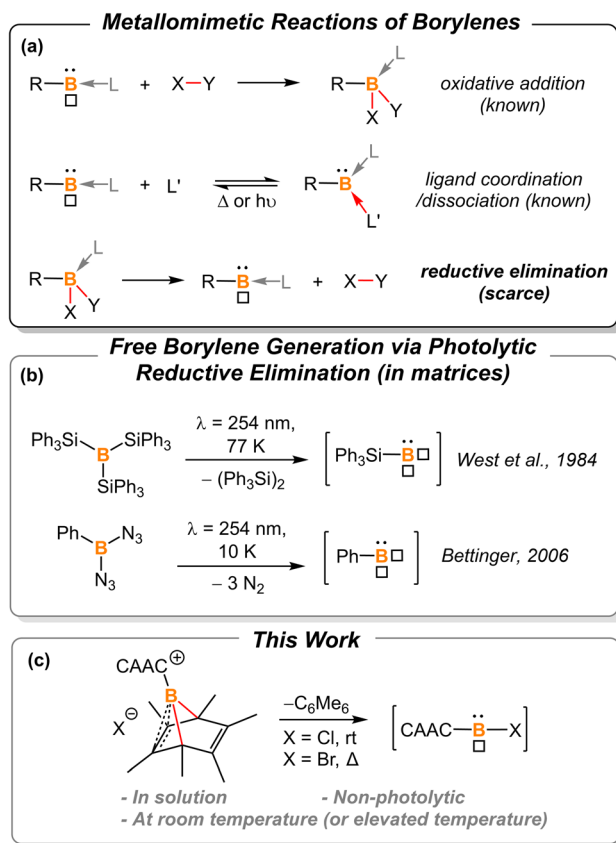 Metallomimetic Reactions of Borylenes
(a)
R B L + X Y R B L X Y oxidative addition
(known)
R B L + L' Δ or hυ R B L L' ligand coordination
/dissociation (known)
R B L X Y R B L + X Y reductive elimination
(scarce)
Free Borylene Generation via Photolytic
Reductive Elimination (in matrices)
(b)
Ph₃Si B SiPh₃ SiPh₃
λ = 254 nm,
77 K
– (Ph₃Si)₂
Ph₃Si B
West et al., 1984
Ph B N₃ N₃
λ = 254 nm,
10 K
– 3 N₂
Ph B
Bettinger, 2006
This Work
(c)
CAAC⊕
B
X⊖
–C₆Me₆
X = Cl, rt
X = Br, Δ
CAAC B X
- In solution - Non-photolytic
- At room temperature (or elevated temperature)